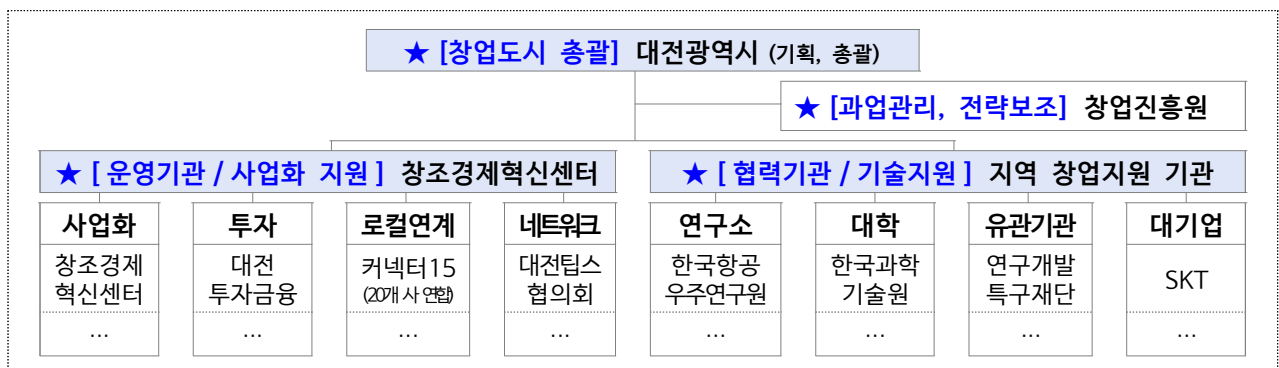 ★ [창업도시 총괄] 대전광역시 (기획, 총괄)
★ [과업관리, 전략보조] 창업진흥원
★ [ 운영기관 / 사업화 지원 ] 창조경제혁신센터
★ [ 협력기관 / 기술지원 ] 지역 창업지원 기관
사업화
투자
로컬연계
네트워크
연구소
대학
유관기관
대기업
창조경제
혁신센터
대전
투자금융
커넥터15
(20개 사 연합)
대전팁스
협의회
한국항공
우주연구원
한국과학
기술원
연구개발
특구재단
SKT
...
...
...
...
...
...
...
...